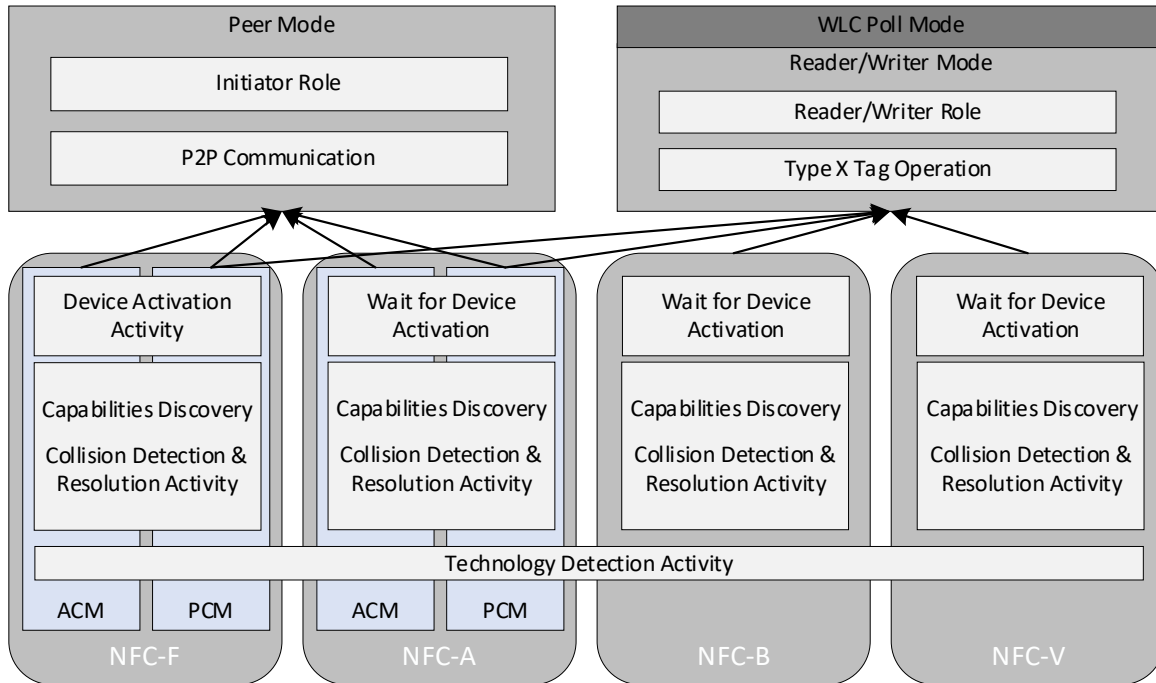 Peer Mode
Initiator Role
P2P Communication
WLC Poll Mode
Reader/Writer Mode
Reader/Writer Role
Type X Tag Operation
Device Activation
Activity
Capabilities Discovery
Collision Detection &
Resolution Activity
Wait for Device
Activation
Capabilities Discovery
Collision Detection &
Resolution Activity
Wait for Device
Activation
Capabilities Discovery
Collision Detection &
Resolution Activity
Wait for Device
Activation
Capabilities Discovery
Collision Detection &
Resolution Activity
Technology Detection Activity
ACM
PCM
ACM
PCM
NFC-F
NFC-A
NFC-B
NFC-V